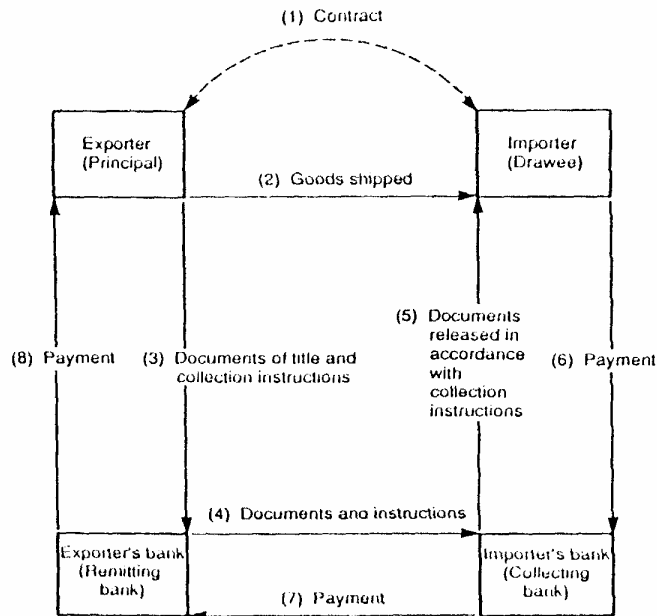 (1) Contract
Exporter
(Principal)
Importer
(Drawee)
(2) Goods shipped
(8) Payment
(3) Documents of title and
collection instructions
(5) Documents
released in
accordance
with
collection
instructions
(6) Payment
(4) Documents and instructions
Exporter's bank
(Remitting
bank)
Importer's bank
(Collecting
bank)
(7) Payment